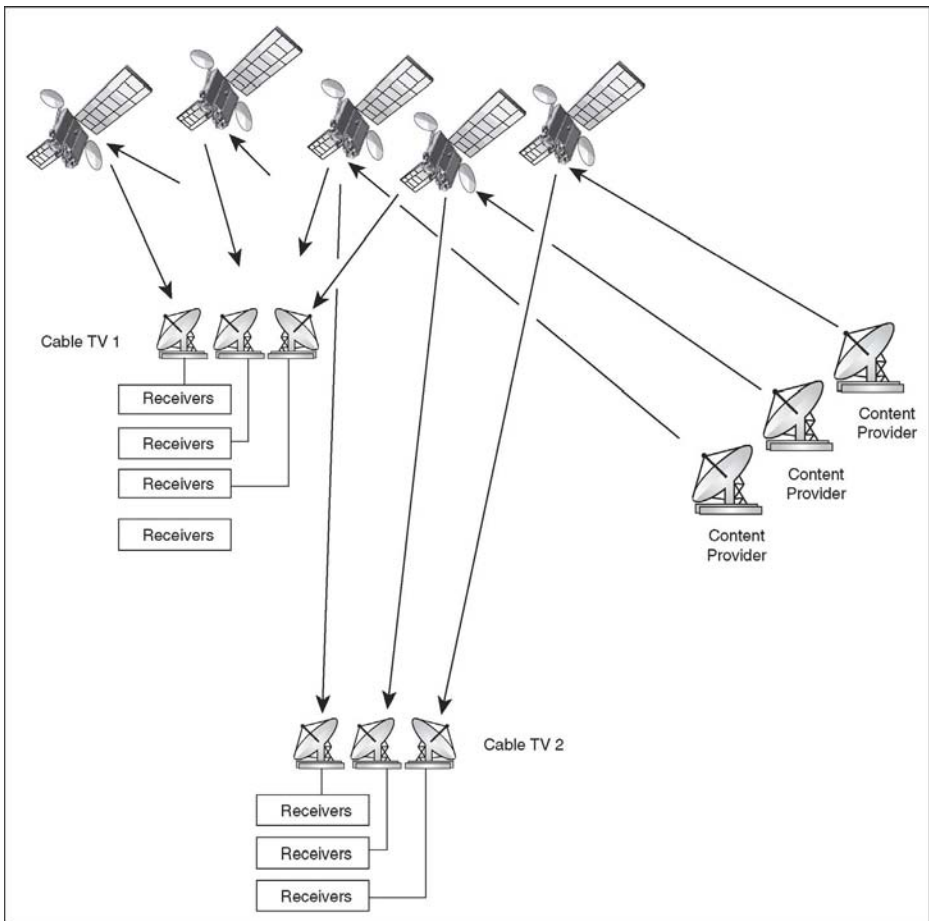 Cable TV 1
Receivers
Receivers
Receivers
Receivers
Content
Provider
Content
Provider
Content
Provider
Cable TV 2
Receivers
Receivers
Receivers